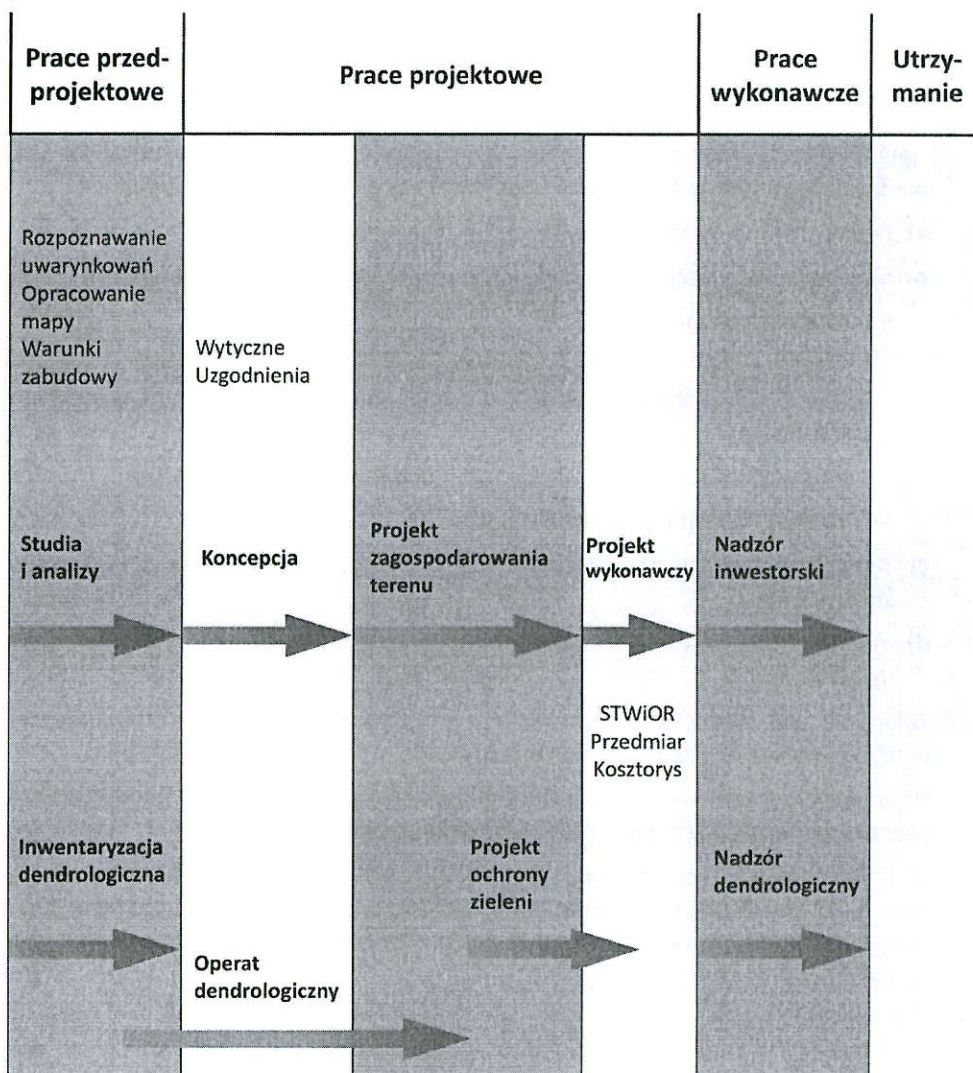 Prace przed-
projektowe
Prace projektowe
Prace
wykonawcze
Utrzy-
manie
Rozpoznawanie
uwarynkowań
Opracowanie
mapy
Warunki
zabudowy
Wytyczne
Uzgodnienia
Studia
i analizy
Koncepcja
Projekt
zagospodarowania
terenu
Projekt
wykonawczy
Nadzór
inwestorski
STWiOR
Przedmiar
Kosztorys
Inwentaryzacja
dendrologiczna
Projekt
ochrony
zieleni
Nadzór
dendrologiczny
Operat
dendrologiczny